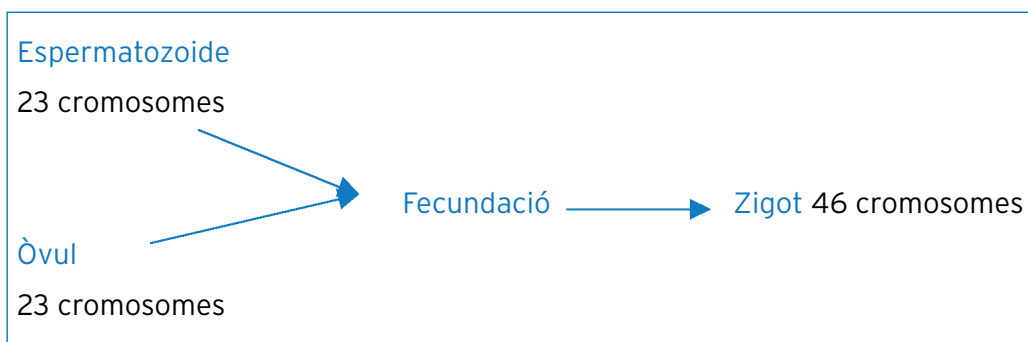 Espermatozoide
23 cromosomes
Fecundació
Zigot 46 cromosomes
Òvul
23 cromosomes